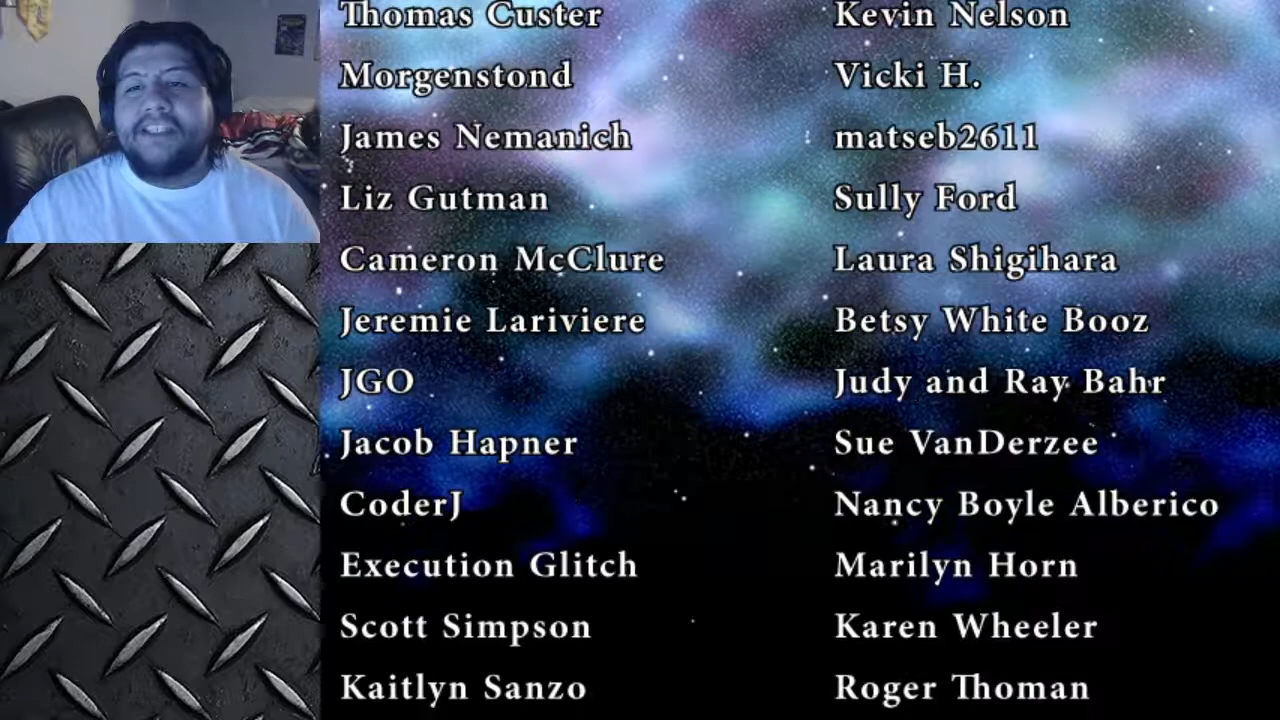 Thomas Custer
Kevin Nelson
Morgenstond
Vicki H.
James Nemanich
matseb2611
Liz Gutman
Sully Ford
Cameron McClure
Laura Shigihara
Jeremie Lariviere
Betsy White Booz
JGO
Judy and Ray Bahr
Jacob Hapner
Sue VanDerzee
CoderJ
Nancy Boyle Alberico
Execution Glitch
Marilyn Horn
Scott Simpson
Karen Wheeler
Kaitlyn Sanzo
Roger Thoman